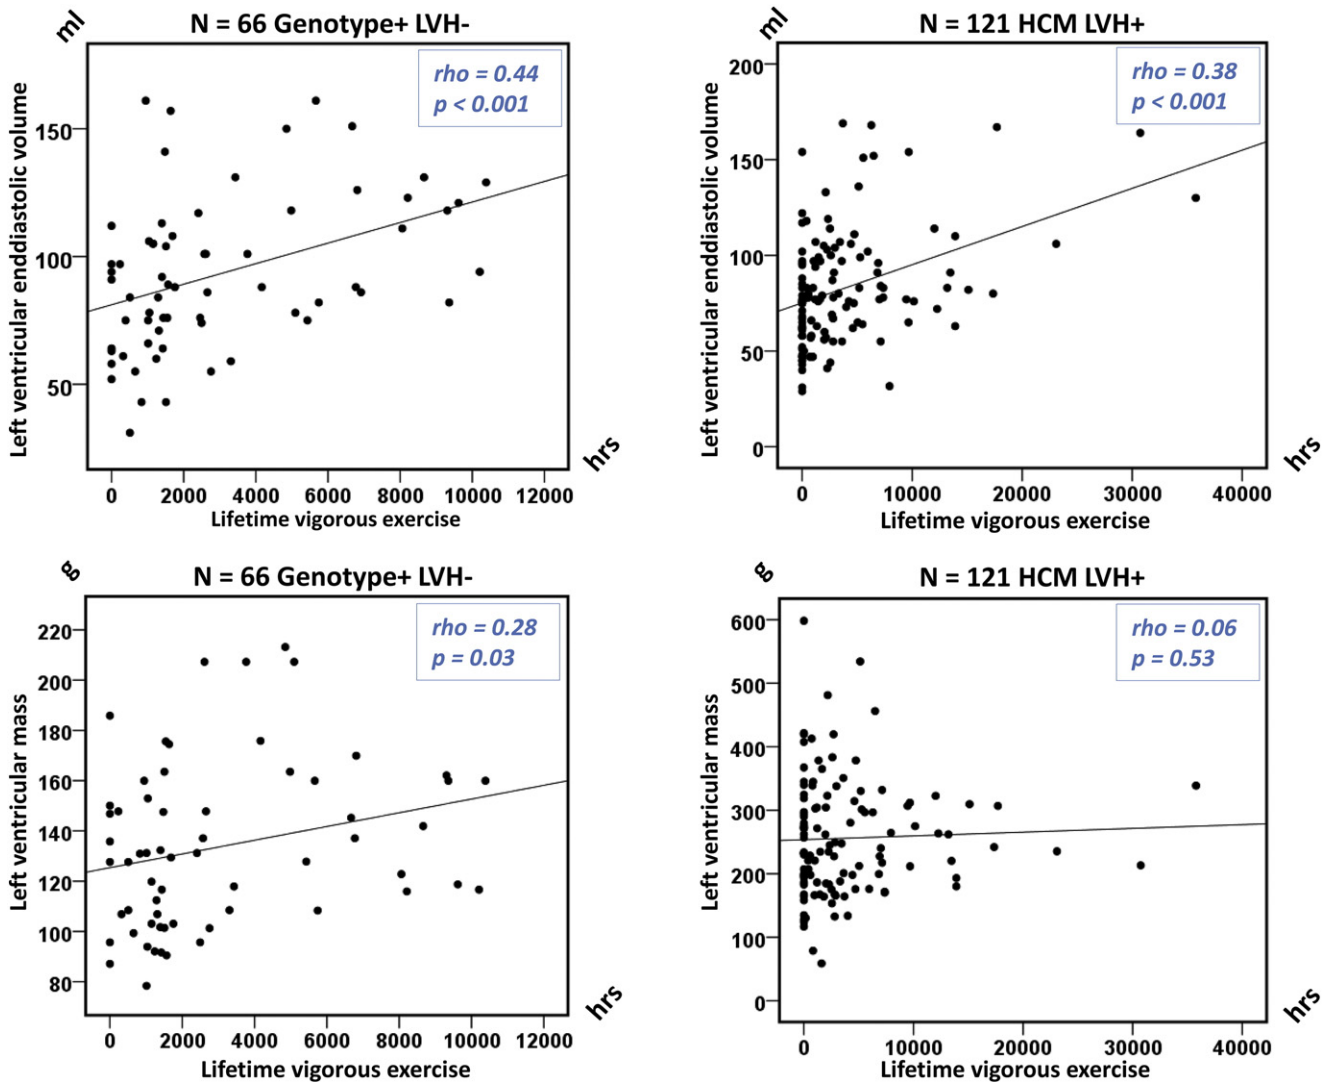 ml
N = 66 Genotype+ LVH-
rho = 0.44
p < 0.001
Left ventricular enddiastolic volume
150
100
50
0 2000 4000 6000 8000 10000 12000
hrs
Lifetime vigorous exercise
ml
N = 121 HCM LVH+
rho = 0.38
p < 0.001
Left ventricular enddiastolic volume
200
150
100
50
0
0 10000 20000 30000 40000
hrs
Lifetime vigorous exercise
g
N = 66 Genotype+ LVH-
rho = 0.28
p = 0.03
Left ventricular mass
220
200
180
160
140
120
100
80
0 2000 4000 6000 8000 10000 12000
hrs
Lifetime vigorous exercise
g
N = 121 HCM LVH+
rho = 0.06
p = 0.53
Left ventricular mass
600
500
400
300
200
100
0
0 10000 20000 30000 40000
hrs
Lifetime vigorous exercise